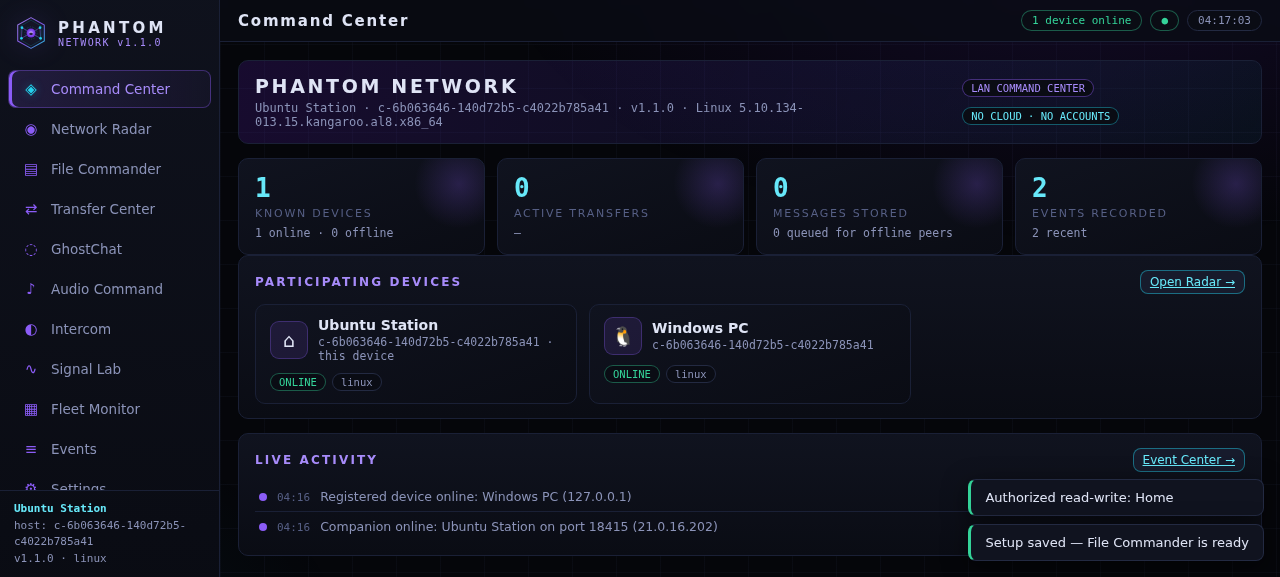 PHANTOM
NETWORK v1.1.0
Command Center
Network Radar
File Commander
Transfer Center
GhostChat
Audio Command
Intercom
Signal Lab
Fleet Monitor
Events
Settings
Ubuntu Station
host: c-6b063646-140d72b5-
c4022b785a41
v1.1.0 · linux
Command Center
1 device online
04:17:03
PHANTOM NETWORK
Ubuntu Station · c-6b063646-140d72b5-c4022b785a41 · v1.1.0 · Linux 5.10.134-
013.15.kangaroo.al8.x86_64
LAN COMMAND CENTER
NO CLOUD · NO ACCOUNTS
1
KNOWN DEVICES
1 online · 0 offline
0
ACTIVE TRANSFERS
—
0
MESSAGES STORED
0 queued for offline peers
2
EVENTS RECORDED
2 recent
PARTICIPATING DEVICES
Open Radar →
Ubuntu Station
c-6b063646-140d72b5-c4022b785a41 ·
this device
ONLINE linux
Windows PC
c-6b063646-140d72b5-c4022b785a41
ONLINE linux
LIVE ACTIVITY
Event Center →
04:16 Registered device online: Windows PC (127.0.0.1)
04:16 Companion online: Ubuntu Station on port 18415 (21.0.16.202)
Authorized read-write: Home
Setup saved — File Commander is ready